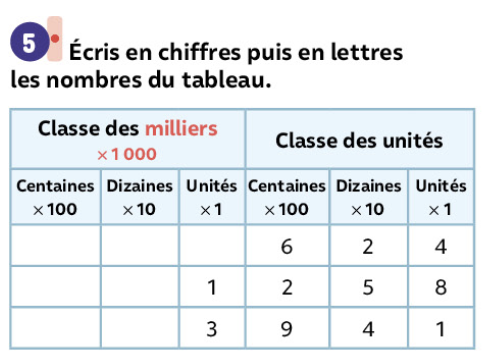 5 Écris en chiffres puis en lettres
les nombres du tableau.
Classe des milliers
× 1 000
Classe des unités
Centaines Dizaines Unités Centaines Dizaines Unités
× 100 × 10 × 1 × 100 × 10 × 1
6 2 4
1 2 5 8
3 9 4 1